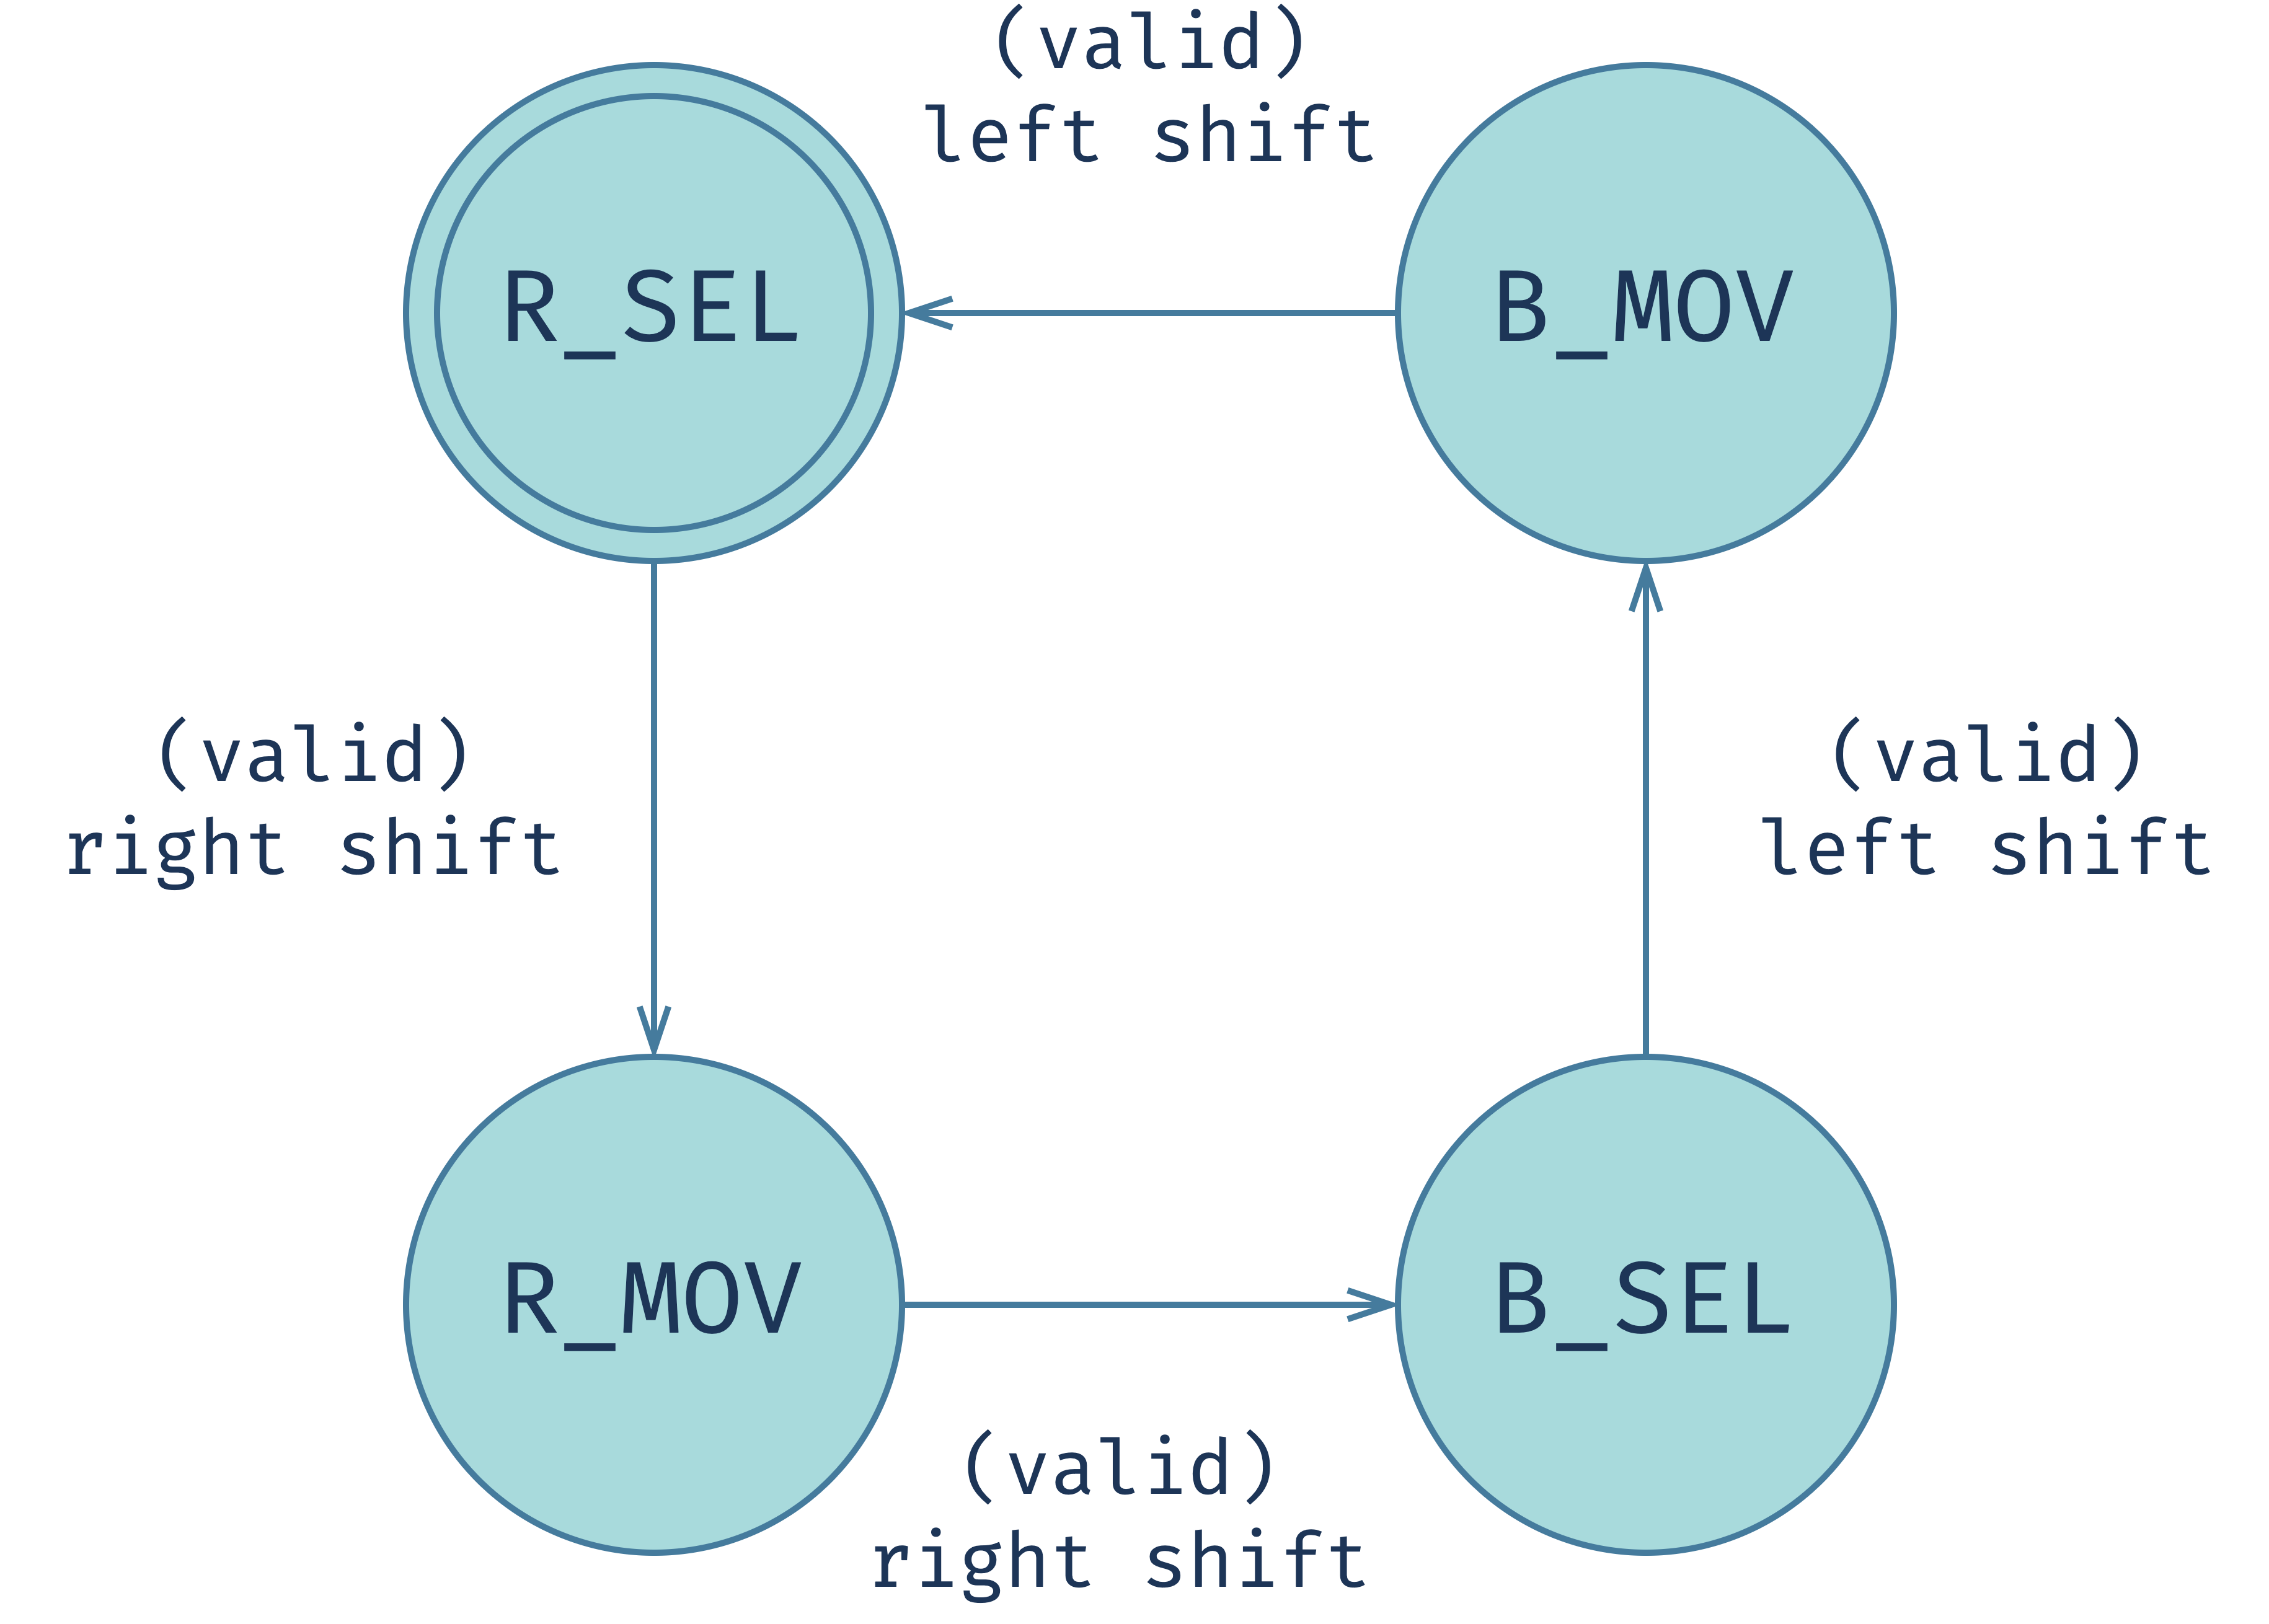 (valid)
left shift
R_SEL
B_MOV
(valid)
right shift
(valid)
left shift
R_MOV
B_SEL
(valid)
right shift